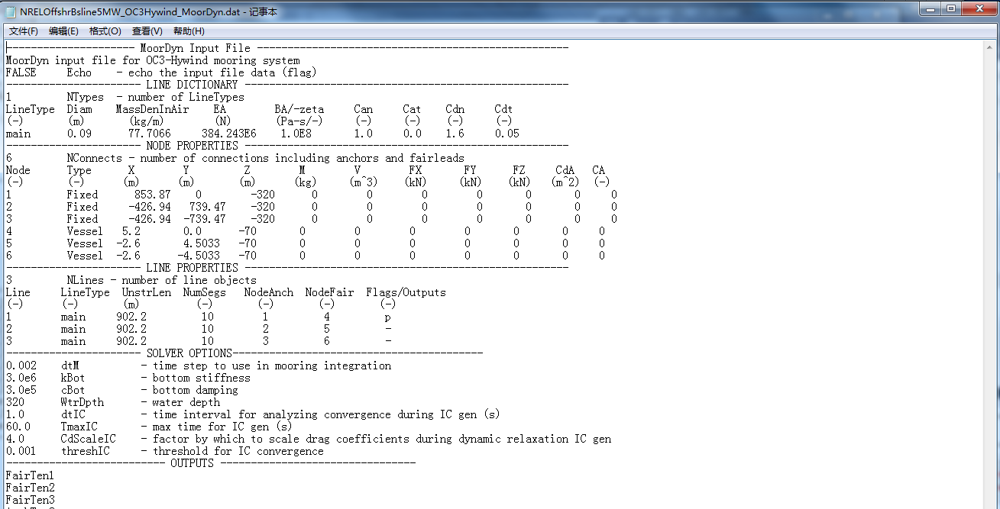 NRELOffshrBsline5MW_OC3Hywind_MoorDyn.dat - 记事本
文件(F) 编辑(E) 格式(O) 查看(V) 帮助(H)
--------------------- MoorDyn Input File ---------------------------------------------------
MoorDyn input file for OC3-Hywind mooring system
FALSE     Echo    - echo the input file data (flag)
---------------------- LINE DICTIONARY -----------------------------------------------------
1         NTypes  - number of LineTypes
LineType  Diam    MassDenInAir    EA        BA/-zeta     Can     Cat    Cdn     Cdt
(-)       (m)       (kg/m)        (N)       (Pa-s/-)     (-)     (-)    (-)     (-)
main      0.09      77.7066     384.243E6    1.0E8       1.0     0.0    1.6     0.05
---------------------- NODE PROPERTIES -----------------------------------------------------
6         NConnects - number of connections including anchors and fairleads
Node      Type      X        Y         Z        M        V        FX       FY      FZ     CdA   CA
(-)       (-)      (m)      (m)       (m)      (kg)     (m^3)    (kN)     (kN)    (kN)   (m^2)  (-)
1         Fixed      853.87    0        -320      0        0        0        0       0       0     0
2         Fixed     -426.94   739.47    -320      0        0        0        0       0       0     0
3         Fixed     -426.94  -739.47    -320      0        0        0        0       0       0     0
4         Vessel   5.2       0.0      -70       0        0        0        0       0       0     0
5         Vessel  -2.6       4.5033   -70       0        0        0        0       0       0     0
6         Vessel  -2.6      -4.5033   -70       0        0        0        0       0       0     0
---------------------- LINE PROPERTIES -----------------------------------------------------
3         NLines - number of line objects
Line     LineType  UnstrLen  NumSegs   NodeAnch  NodeFair  Flags/Outputs
(-)      (-)       (m)         (-)       (-)       (-)       (-)
1        main     902.2         10        1         4         p
2        main     902.2         10        2         5         -
3        main     902.2         10        3         6         -
---------------------- SOLVER OPTIONS-----------------------------------------
0.002    dtM          - time step to use in mooring integration
3.0e6    kBot         - bottom stiffness
3.0e5    cBot         - bottom damping
320      WtrDpth      - water depth
1.0      dtIC         - time interval for analyzing convergence during IC gen (s)
60.0     TmaxIC       - max time for IC gen (s)
4.0      CdScaleIC    - factor by which to scale drag coefficients during dynamic relaxation IC gen
0.001    threshIC     - threshold for IC convergence
-------------------------- OUTPUTS --------------------------------
FairTen1
FairTen2
FairTen3